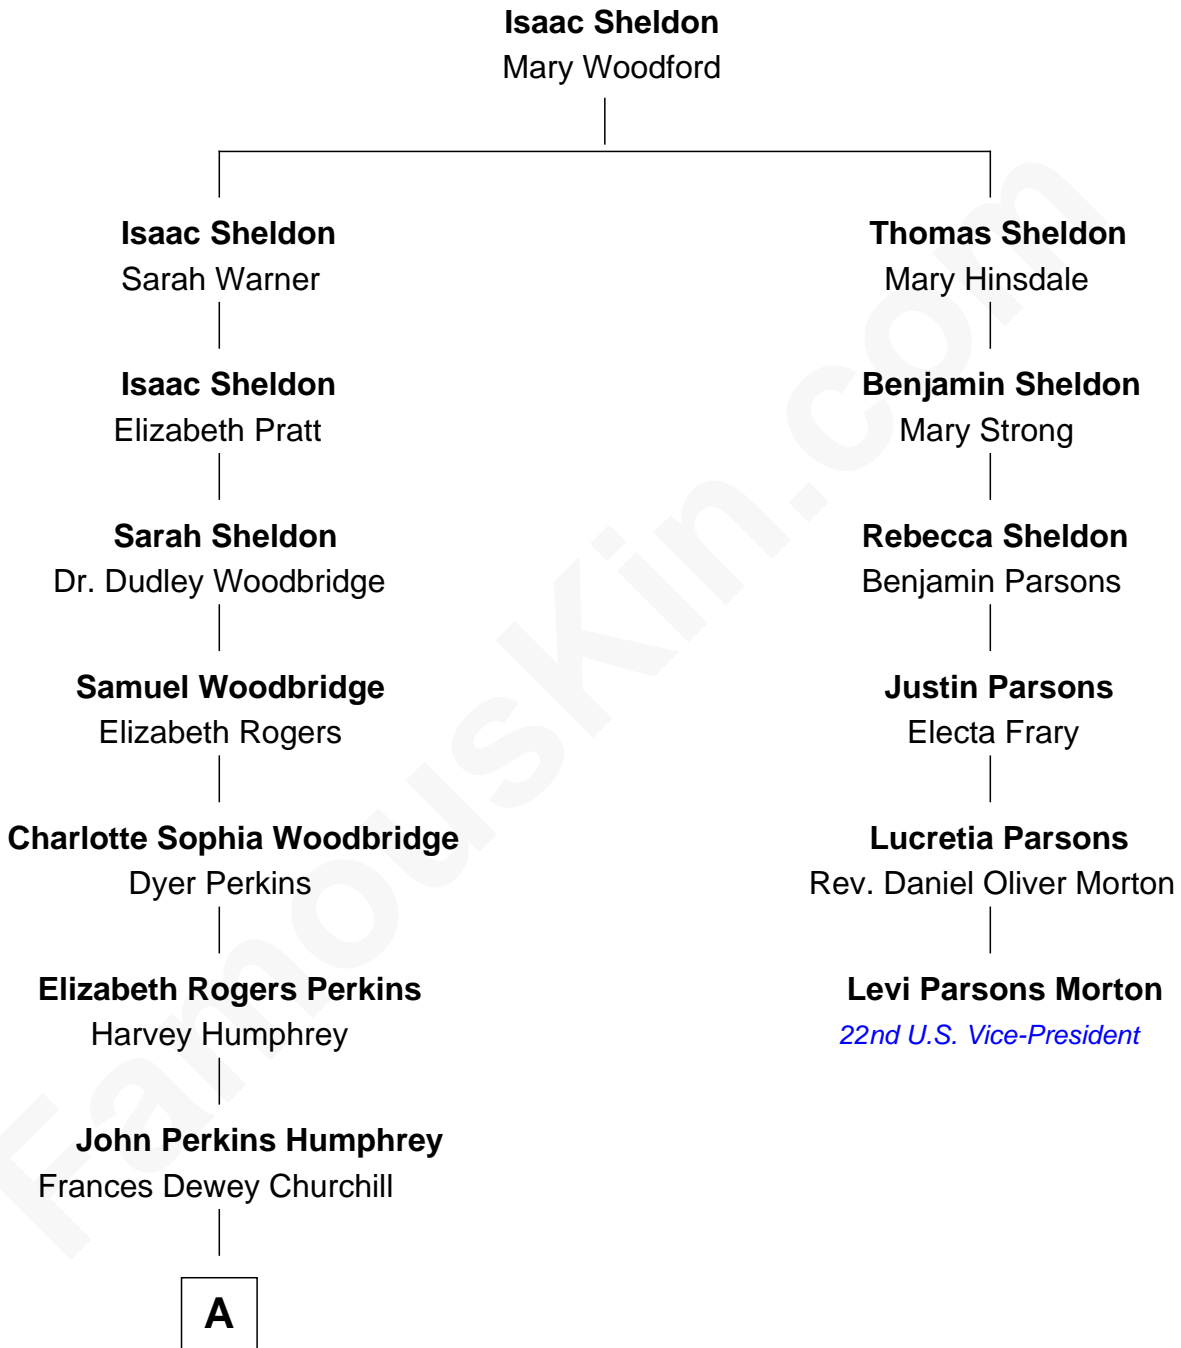 Isaac Sheldon
Mary Woodford
Isaac Sheldon
Sarah Warner
Thomas Sheldon
Mary Hinsdale
Isaac Sheldon
Elizabeth Pratt
Benjamin Sheldon
Mary Strong
Sarah Sheldon
Dr. Dudley Woodbridge
Rebecca Sheldon
Benjamin Parsons
Samuel Woodbridge
Elizabeth Rogers
Justin Parsons
Electa Frary
Charlotte Sophia Woodbridge
Dyer Perkins
Lucretia Parsons
Rev. Daniel Oliver Morton
Elizabeth Rogers Perkins
Harvey Humphrey
Levi Parsons Morton
22nd U.S. Vice-President
John Perkins Humphrey
Frances Dewey Churchill
A
FamousKin.com